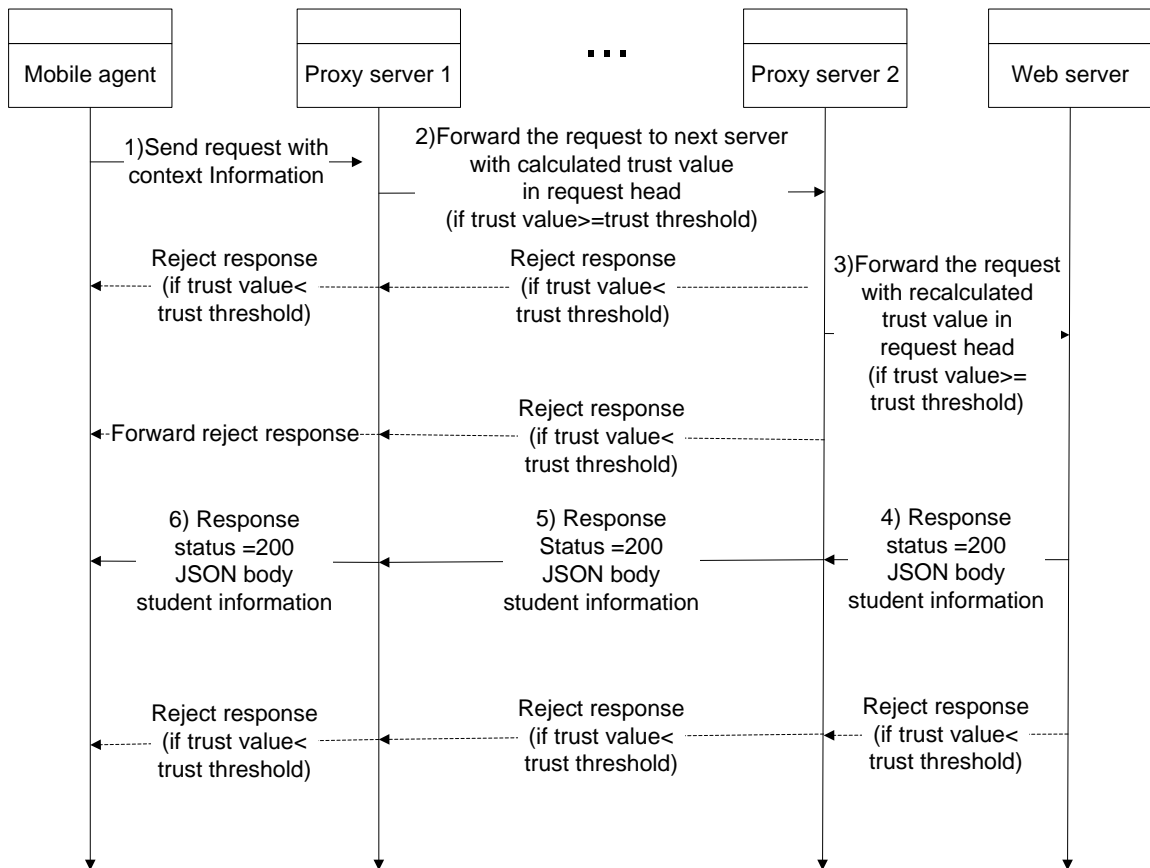 Mobile agent
Proxy server 1
...
Proxy server 2
Web server
1)Send request with
context Information
2)Forward the request to next server
with calculated trust value
in request head
(if trust value>=trust threshold)
Reject response
(if trust value<
trust threshold)
Reject response
(if trust value<
trust threshold)
3)Forward the request
with recalculated
trust value in
request head
(if trust value>=
trust threshold)
Forward reject response
Reject response
(if trust value<
trust threshold)
6) Response
status =200
JSON body
student information
5) Response
Status =200
JSON body
student information
4) Response
status =200
JSON body
student information
Reject response
(if trust value<
trust threshold)
Reject response
(if trust value<
trust threshold)
Reject response
(if trust value<
trust threshold)